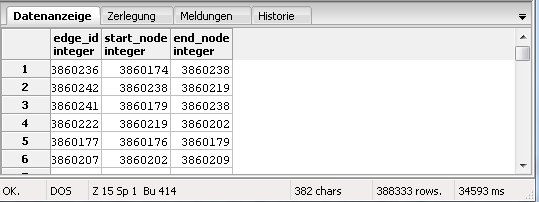 Datenanzeige Zerlegung Meldungen Historie
edge_id start_node end_node
integer integer integer
1 3860236 3860174 3860238
2 3860242 3860238 3860219
3 3860241 3860179 3860238
4 3860222 3860219 3860202
5 3860177 3860176 3860179
6 3860207 3860202 3860209
OK. DOS Z 15 Sp 1 Bu 414 382 chars 388333 rows. 34593 ms